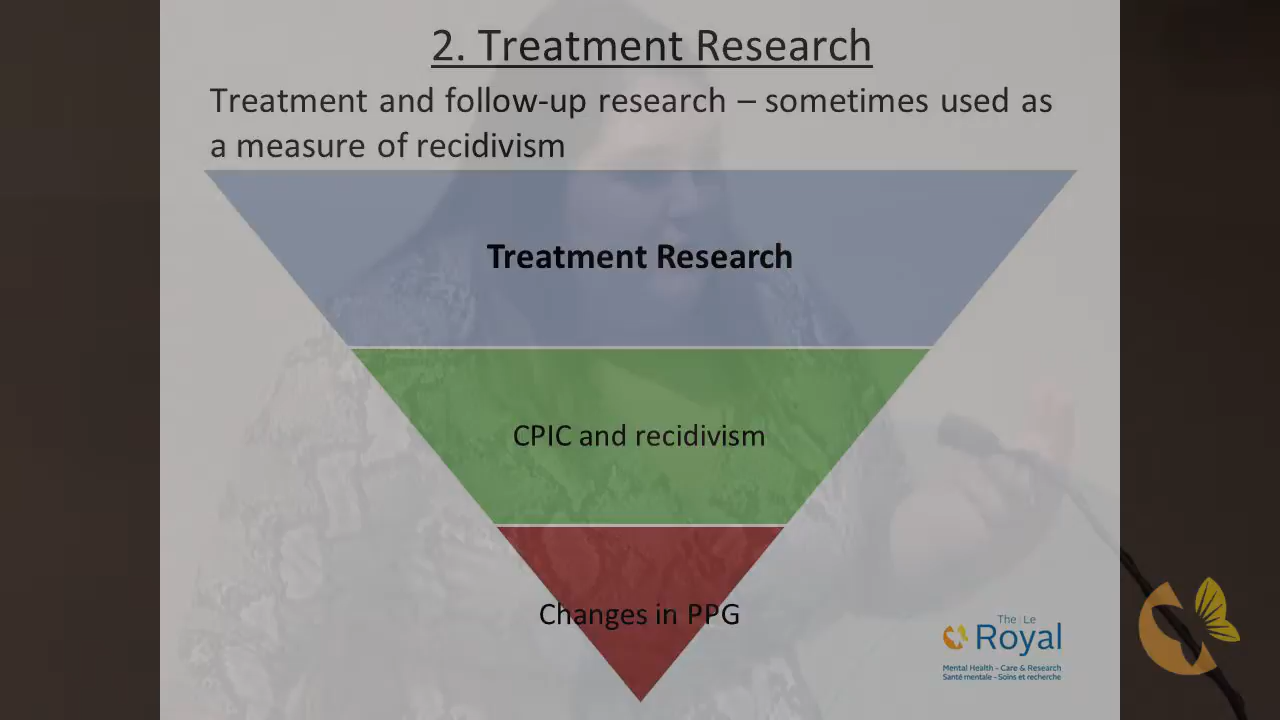 2. Treatment Research
Treatment and follow-up research – sometimes used as
a measure of recidivism
Treatment Research
CPIC and recidivism
Changes in PPG
The Le
Royal
Mental Health - Care & Research
Santé mentale - Soins et recherche